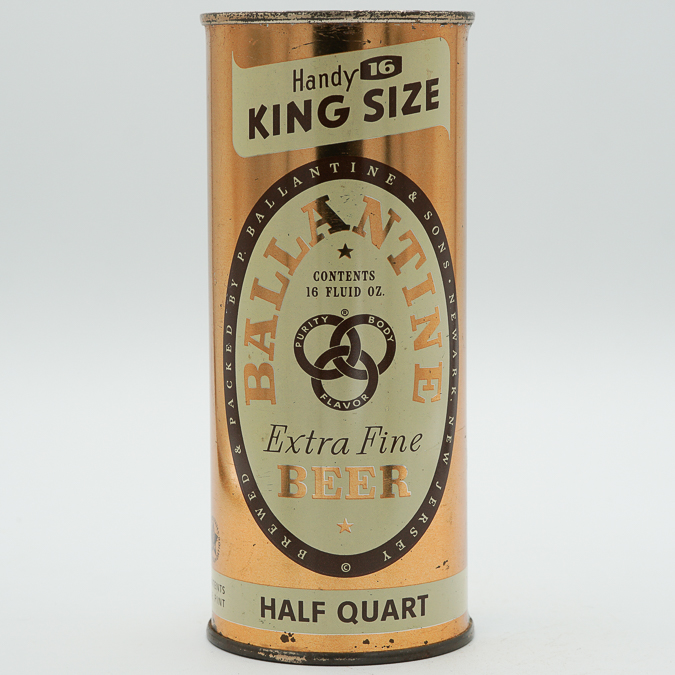 Handy 16
KING SIZE
BREWED & PACKED BY P. BALLANTINE & SONS · NEWARK · NEW JERSEY
©
BALLANTINE
CONTENTS
16 FLUID OZ.
®
PURITY
BODY
FLAVOR
Extra Fine
BEER
HALF QUART